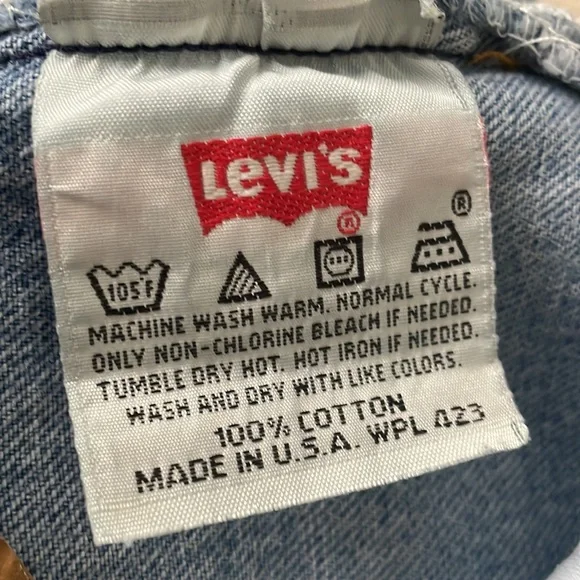 Levi's
®
®
105°F
MACHINE WASH WARM. NORMAL CYCLE.
ONLY NON-CHLORINE BLEACH IF NEEDED.
TUMBLE DRY HOT. HOT IRON IF NEEDED.
WASH AND DRY WITH LIKE COLORS.
100% COTTON
MADE IN U.S.A. WPL 423